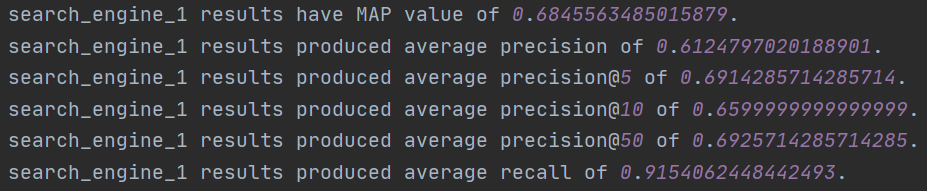 search_engine_1 results have MAP value of 0.6845563485015879.
search_engine_1 results produced average precision of 0.6124797020188901.
search_engine_1 results produced average precision@5 of 0.6914285714285714.
search_engine_1 results produced average precision@10 of 0.6599999999999999.
search_engine_1 results produced average precision@50 of 0.6925714285714285.
search_engine_1 results produced average recall of 0.9154062448442493.